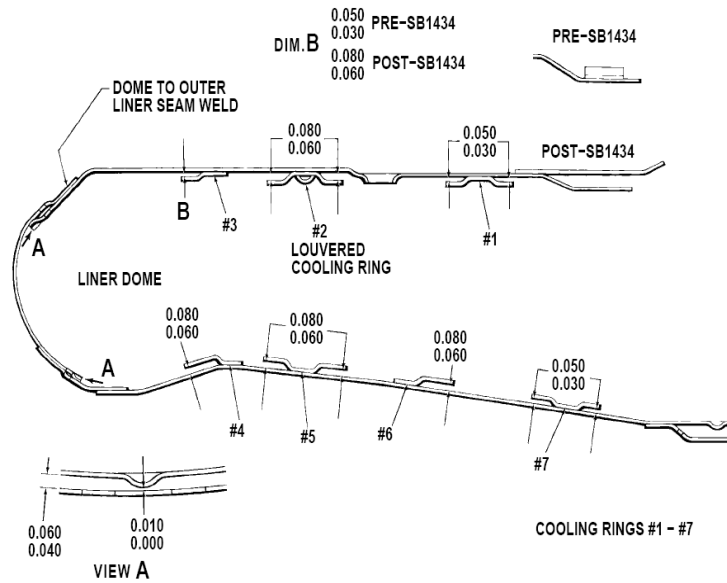 0.050
0.030
PRE-SB1434
DIM.B
0.080
0.060
POST-SB1434
PRE-SB1434
DOME TO OUTER
LINER SEAM WELD
0.080
0.060
0.050
0.030
POST-SB1434
B
#3
#2
#1
A
LOUVERED
COOLING RING
LINER DOME
A
0.080
0.060
0.080
0.060
0.080
0.060
0.050
0.030
#4
#5
#6
#7
0.060
0.040
0.010
0.000
VIEW A
COOLING RINGS #1 - #7